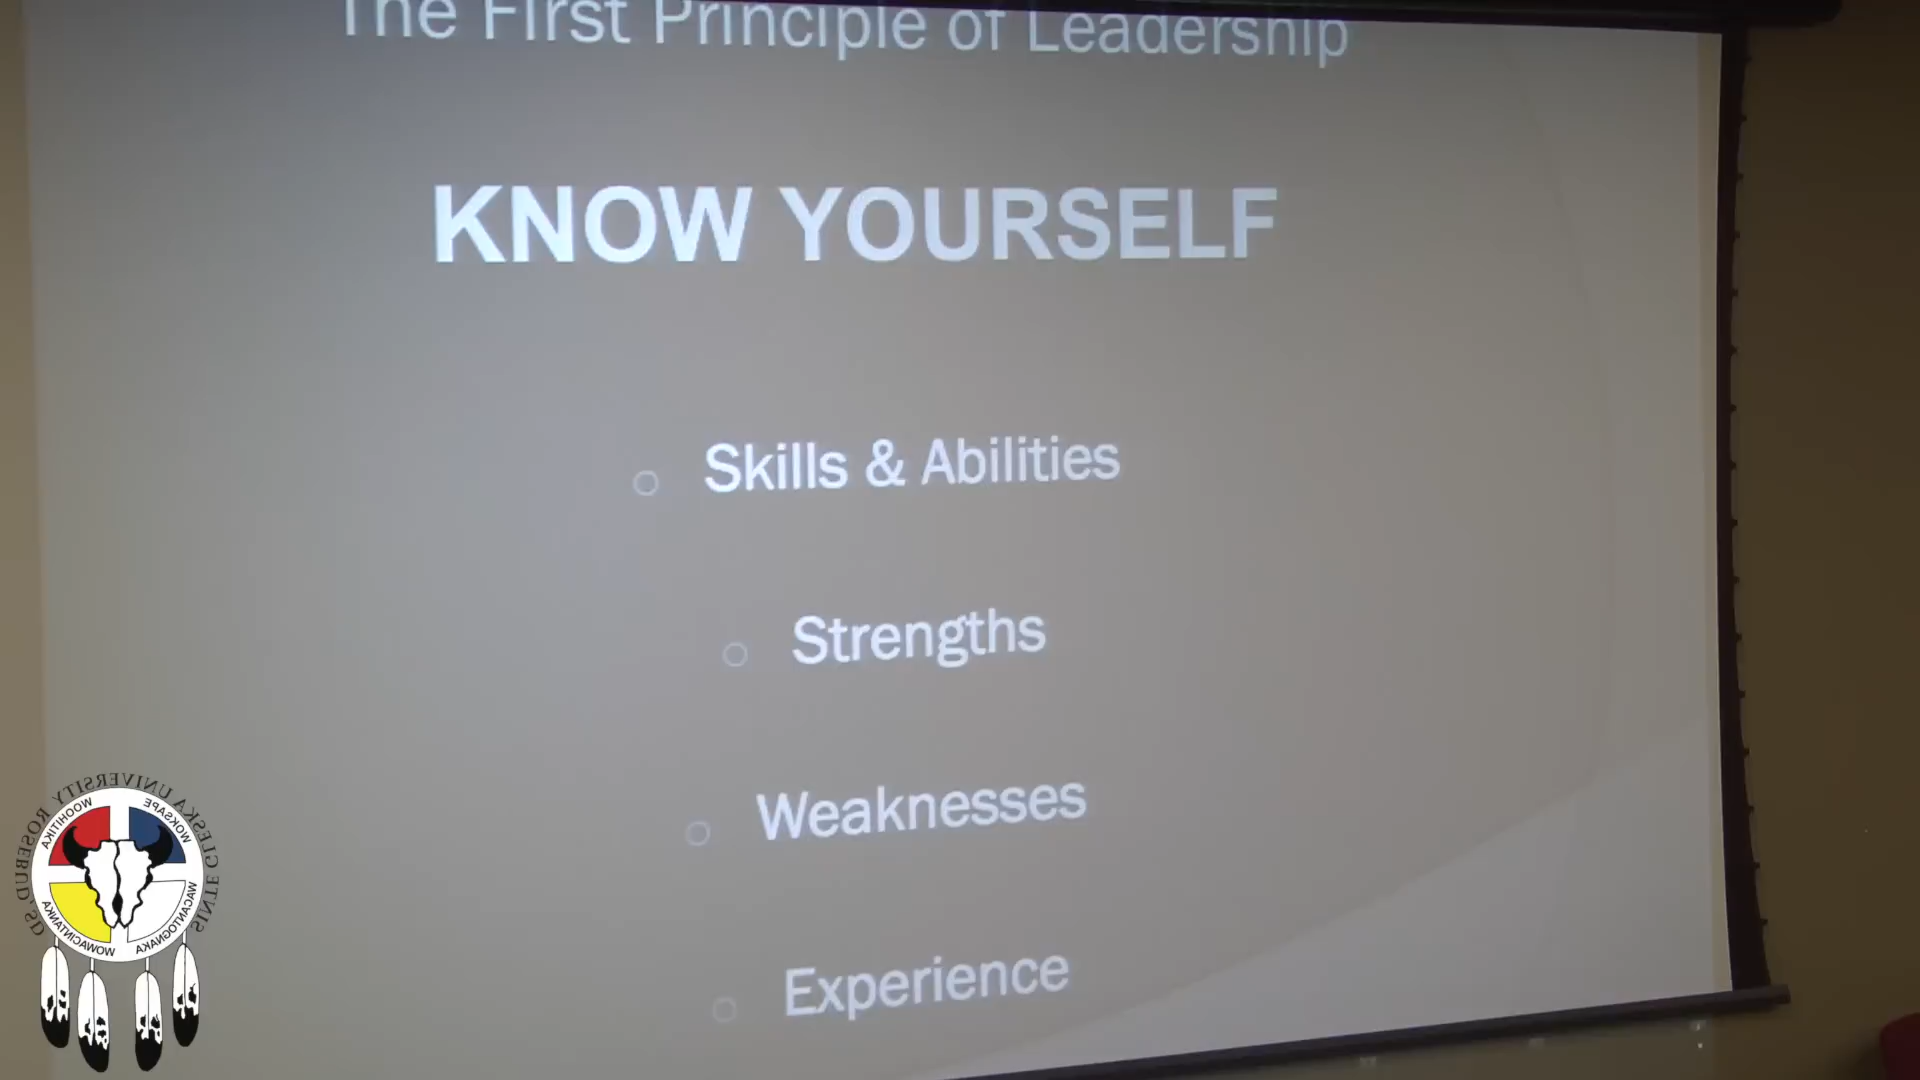 The First Principle of Leadership
KNOW YOURSELF
Skills & Abilities
Strengths
Weaknesses
Experience
SINTE GLESKA UNIVERSITY ROSEBUD SD
WOOHITIKA
WOKSAPE
WOWACINTANKA
WACANTOGNAKA